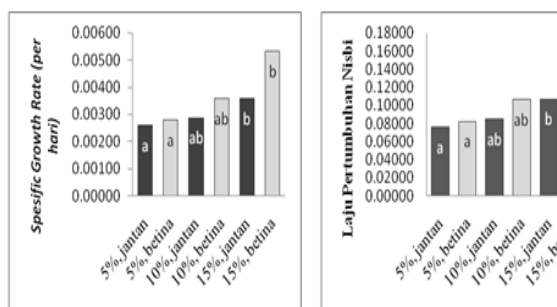 Spesific Growth Rate (per
hari)
0.00600
0.00500
0.00400
0.00300
0.00200
0.00100
0.00000
a
a
ab
ab
b
b
5%, jantan
5%, betina
10%, jantan
10%, betina
15%, jantan
15%, betina
Laju Pertumbuhan Nisbi
0.18000
0.16000
0.14000
0.12000
0.10000
0.08000
0.06000
0.04000
0.02000
0.00000
a
a
ab
ab
b
5%, jantan
5%, betina
10%, jantan
10%, betina
15%, jantan
15%, be